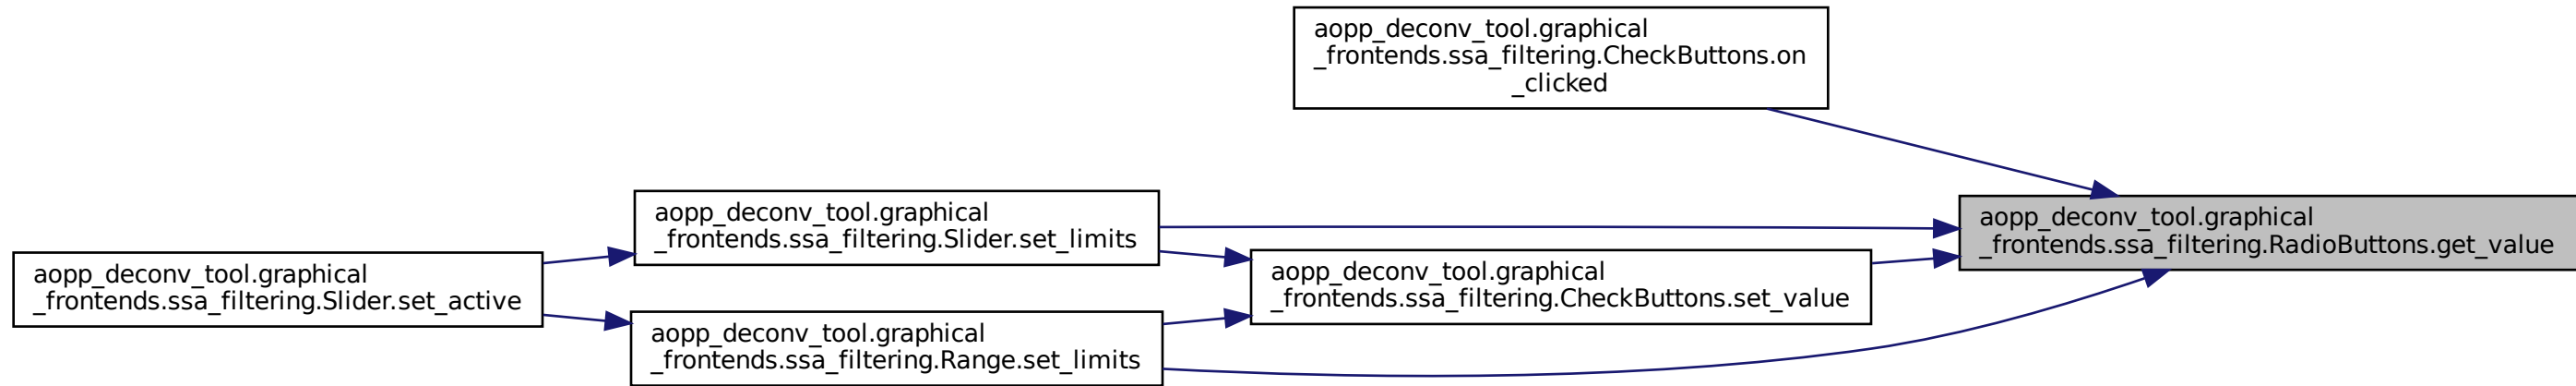 aopp_deconv_tool.graphical
_frontends.ssa_filtering.CheckButtons.on
_clicked
aopp_deconv_tool.graphical
_frontends.ssa_filtering.Slider.set_limits
aopp_deconv_tool.graphical
_frontends.ssa_filtering.RadioButtons.get_value
aopp_deconv_tool.graphical
_frontends.ssa_filtering.Slider.set_active
aopp_deconv_tool.graphical
_frontends.ssa_filtering.CheckButtons.set_value
aopp_deconv_tool.graphical
_frontends.ssa_filtering.Range.set_limits